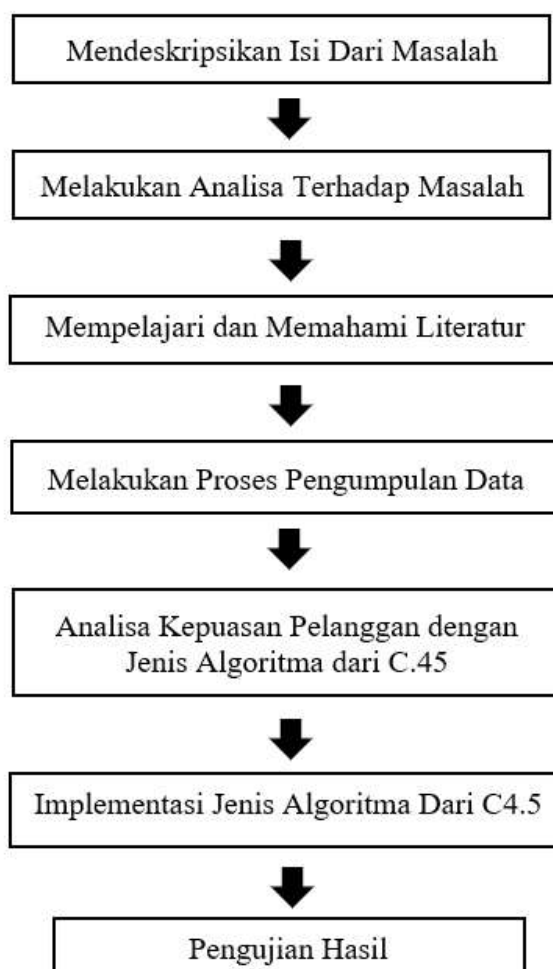 Mendeskripsikan Isi Dari Masalah
Melakukan Analisa Terhadap Masalah
Mempelajari dan Memahami Literatur
Melakukan Proses Pengumpulan Data
Analisa Kepuasan Pelanggan dengan
Jenis Algoritma dari C.45
Implementasi Jenis Algoritma Dari C4.5
Pengujian Hasil